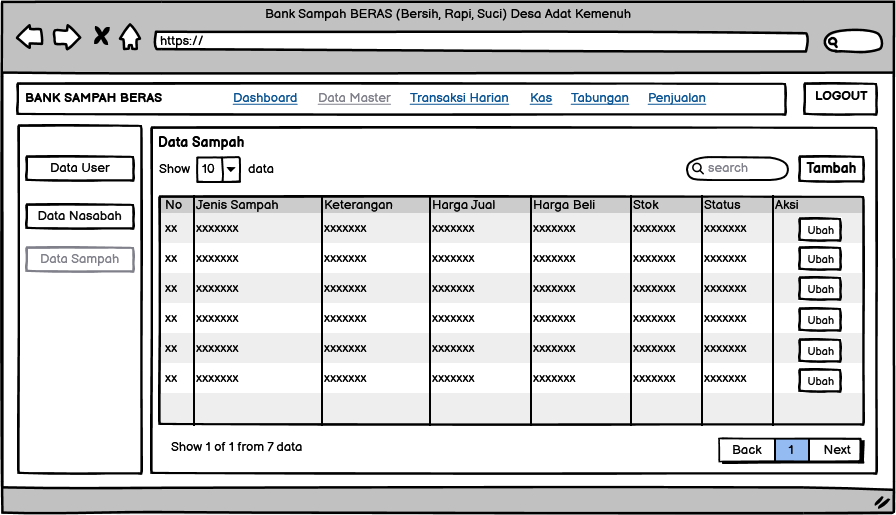 Bank Sampah BERAS (Bersih, Rapi, Suci) Desa Adat Kemenuh
https://
BANK SAMPAH BERAS Dashboard Data Master Transaksi Harian Kas Tabungan Penjualan LOGOUT
Data User
Data Nasabah
Data Sampah
Data Sampah
Show 10 data search Tambah
No Jenis Sampah Keterangan Harga Jual Harga Beli Stok Status Aksi
xx xxxxxxx xxxxxxx xxxxxxx xxxxxxx xxxxxxx xxxxxxx Ubah
xx xxxxxxx xxxxxxx xxxxxxx xxxxxxx xxxxxxx xxxxxxx Ubah
xx xxxxxxx xxxxxxx xxxxxxx xxxxxxx xxxxxxx xxxxxxx Ubah
xx xxxxxxx xxxxxxx xxxxxxx xxxxxxx xxxxxxx xxxxxxx Ubah
xx xxxxxxx xxxxxxx xxxxxxx xxxxxxx xxxxxxx xxxxxxx Ubah
xx xxxxxxx xxxxxxx xxxxxxx xxxxxxx xxxxxxx xxxxxxx Ubah
Show 1 of 1 from 7 data Back 1 Next